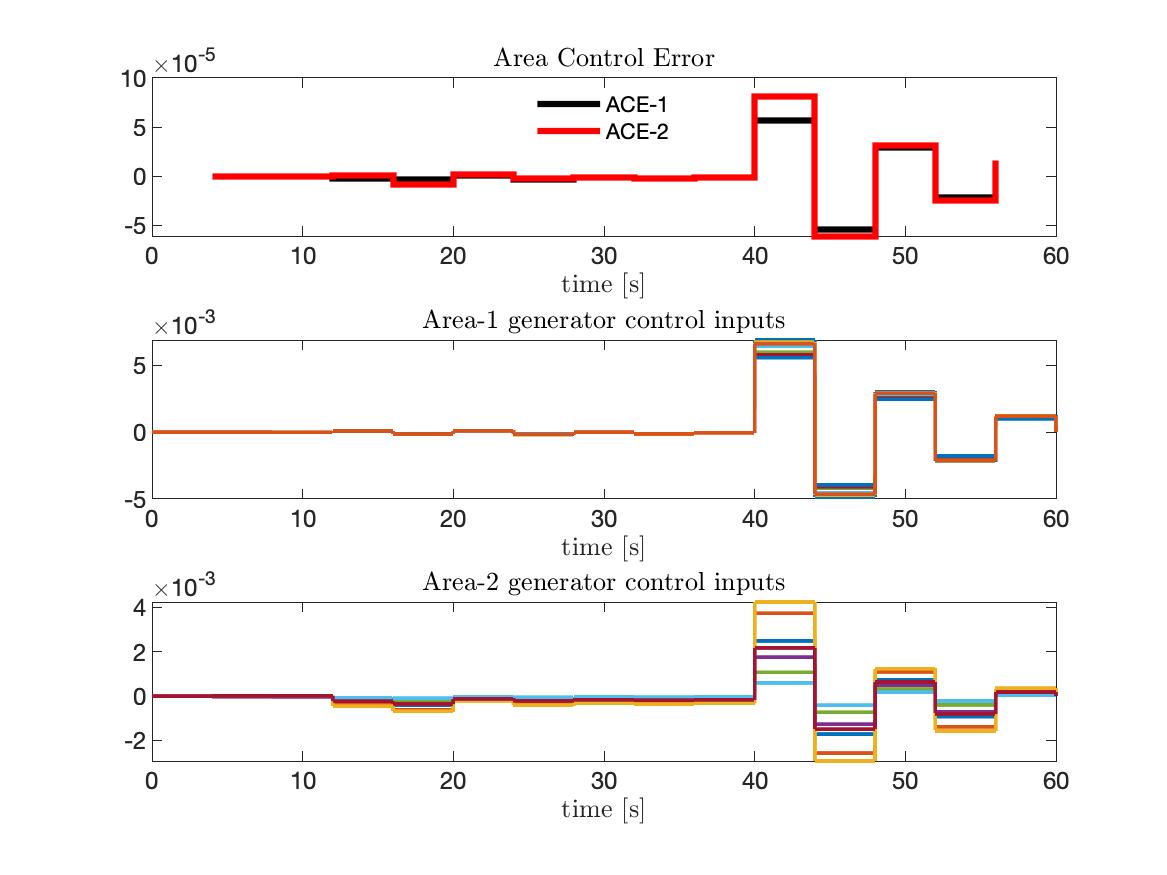 ×10⁻⁵
Area Control Error
10
5
0
-5
ACE-1
ACE-2
0 10 20 30 40 50 60
time [s]
×10⁻³
Area-1 generator control inputs
5
0
-5
0 10 20 30 40 50 60
time [s]
×10⁻³
Area-2 generator control inputs
4
2
0
-2
0 10 20 30 40 50 60
time [s]